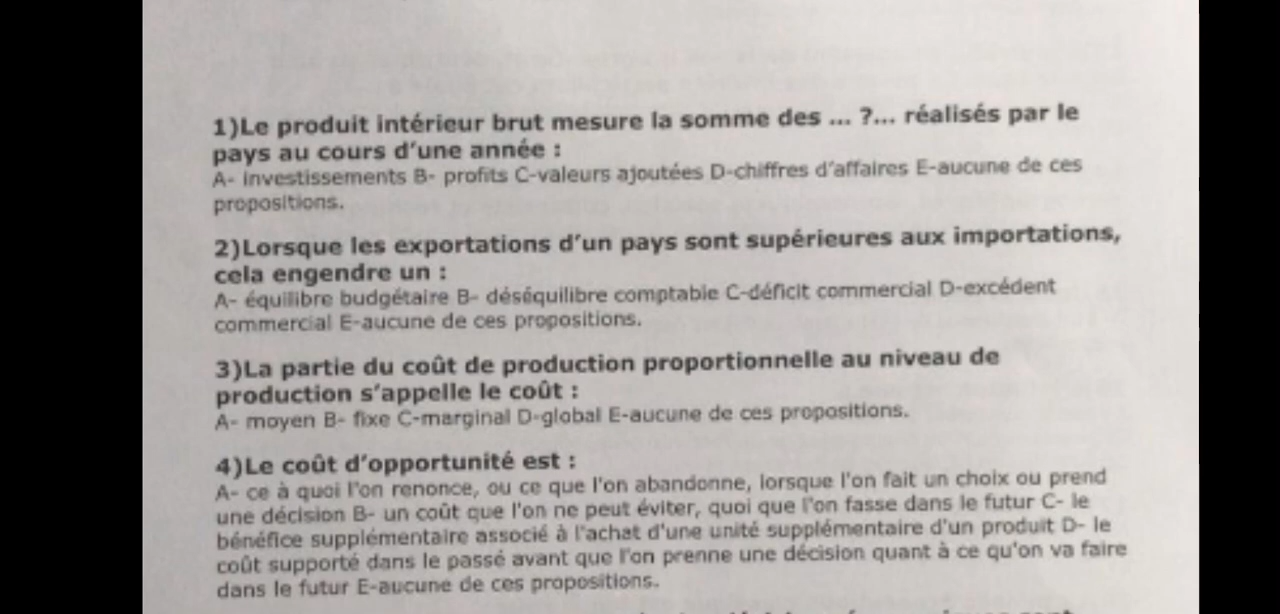 1)Le produit intérieur brut mesure la somme des ... ?... réalisés par le
pays au cours d'une année :
A- investissements B- profits C-valeurs ajoutées D-chiffres d'affaires E-aucune de ces
propositions.
2)Lorsque les exportations d'un pays sont supérieures aux importations,
cela engendre un :
A- équilibre budgétaire B- déséquilibre comptable C-déficit commercial D-excédent
commercial E-aucune de ces propositions.
3)La partie du coût de production proportionnelle au niveau de
production s'appelle le coût :
A- moyen B- fixe C-marginal D-global E-aucune de ces propositions.
4)Le coût d'opportunité est :
A- ce à quoi l'on renonce, ou ce que l'on abandonne, lorsque l'on fait un choix ou prend
une décision B- un coût que l'on ne peut éviter, quoi que l'on fasse dans le futur C- le
bénéfice supplémentaire associé à l'achat d'une unité supplémentaire d'un produit D- le
coût supporté dans le passé avant que l'on prenne une décision quant à ce qu'on va faire
dans le futur E-aucune de ces propositions.